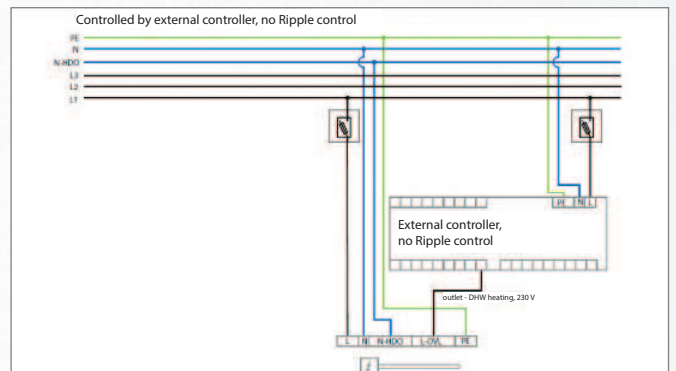 Controlled by external controller, no Ripple control
PE
N
N-HDO
L3
L2
L1
PE N L
External controller,
no Ripple control
outlet - DHW heating, 230 V
L N N-HDO L-OVL PE